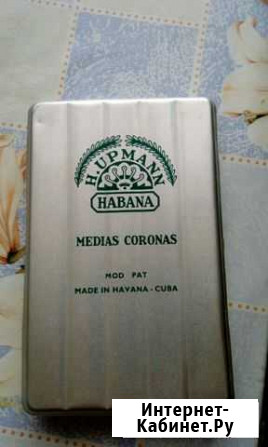 H. UPMANN
HABANA
MEDIAS CORONAS
MOD PAT
MADE IN HAVANA - CUBA
Интернет-
Кабинет.Ру